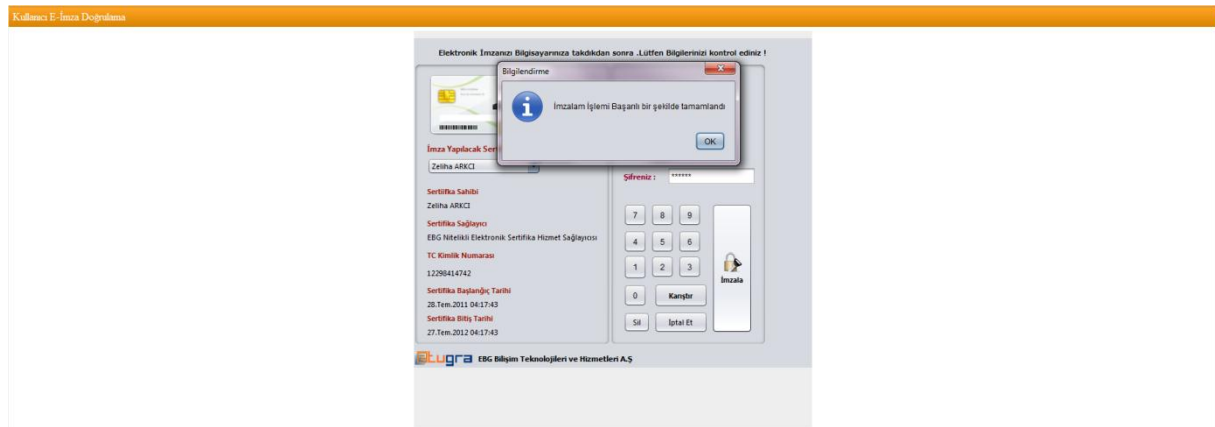 Kullanıcı E-İmza Doğrulama
Elektronik İmzanızı Bilgisayarınıza takdıkdan sonra .Lütfen Bilgilerinizi kontrol ediniz !
Bilgilendirme
İmzalam İşlemi Başarılı bir şekilde tamamlandı
OK
İmza Yapılacak
Zeliha ARKCI
Sertifika Sahibi
Zeliha ARKCI
Sertifika Sağlayıcı
EBG Nitelikli Elektronik Sertifika Hizmet Sağlayıcısı
TC Kimlik Numarası
12298414742
Sertifika Başlangıç Tarihi
28.Tem.2011 04:17:43
Sertifika Bitiş Tarihi
27.Tem.2012 04:17:43
Şifreniz : ******
7 8 9
4 5 6
1 2 3
0 Karıştır
Sil İptal Et
İmzala
etugra EBG Bilişim Teknolojileri ve Hizmetleri A.Ş